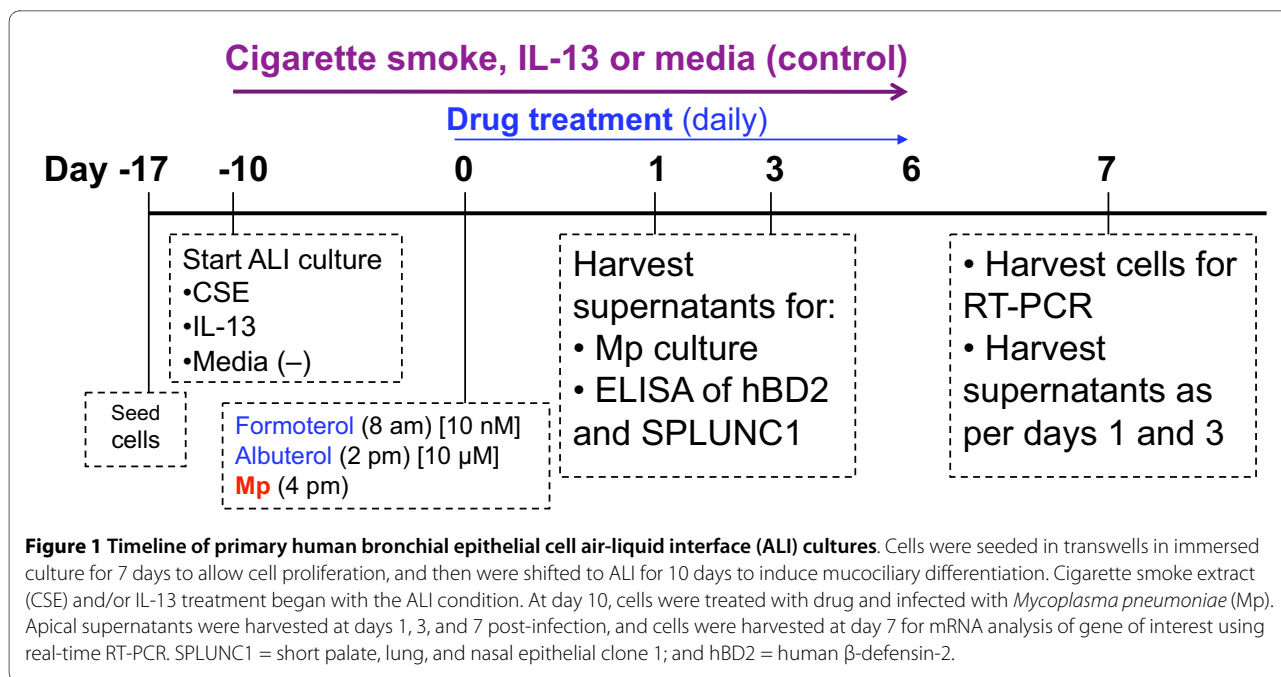 Cigarette smoke, IL-13 or media (control)
Drug treatment (daily)
Day -17 -10 0 1 3 6 7
Start ALI culture
•CSE
•IL-13
•Media (–)
Seed
cells
Formoterol (8 am) [10 nM]
Albuterol (2 pm) [10 µM]
Mp (4 pm)
Harvest
supernatants for:
• Mp culture
• ELISA of hBD2
and SPLUNC1
• Harvest cells for
RT-PCR
• Harvest
supernatants as
per days 1 and 3
Figure 1 Timeline of primary human bronchial epithelial cell air-liquid interface (ALI) cultures. Cells were seeded in transwells in immersed
culture for 7 days to allow cell proliferation, and then were shifted to ALI for 10 days to induce mucociliary differentiation. Cigarette smoke extract
(CSE) and/or IL-13 treatment began with the ALI condition. At day 10, cells were treated with drug and infected with Mycoplasma pneumoniae (Mp).
Apical supernatants were harvested at days 1, 3, and 7 post-infection, and cells were harvested at day 7 for mRNA analysis of gene of interest using
real-time RT-PCR. SPLUNC1 = short palate, lung, and nasal epithelial clone 1; and hBD2 = human β-defensin-2.